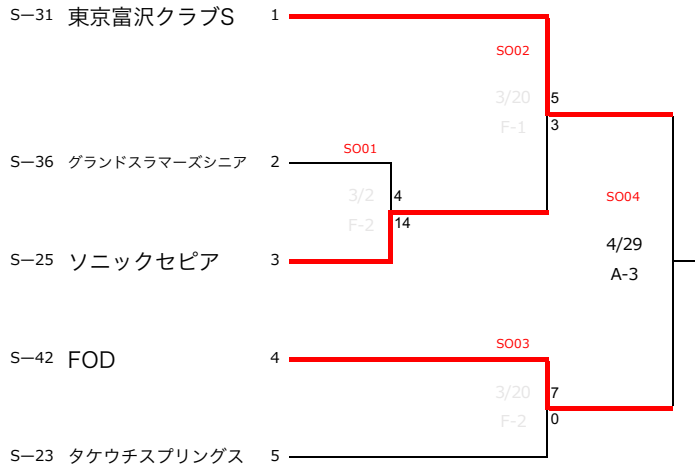 S−31 東京富沢クラブS 1
SO02
3/20 5
F-1 3
SO01
S−36 グランドスラマーズシニア 2
3/2 4
F-2 14
SO04
4/29
A-3
S−25 ソニックセピア 3
SO03
S−42 FOD 4
3/20 7
F-2 0
S−23 タケウチスプリングス 5